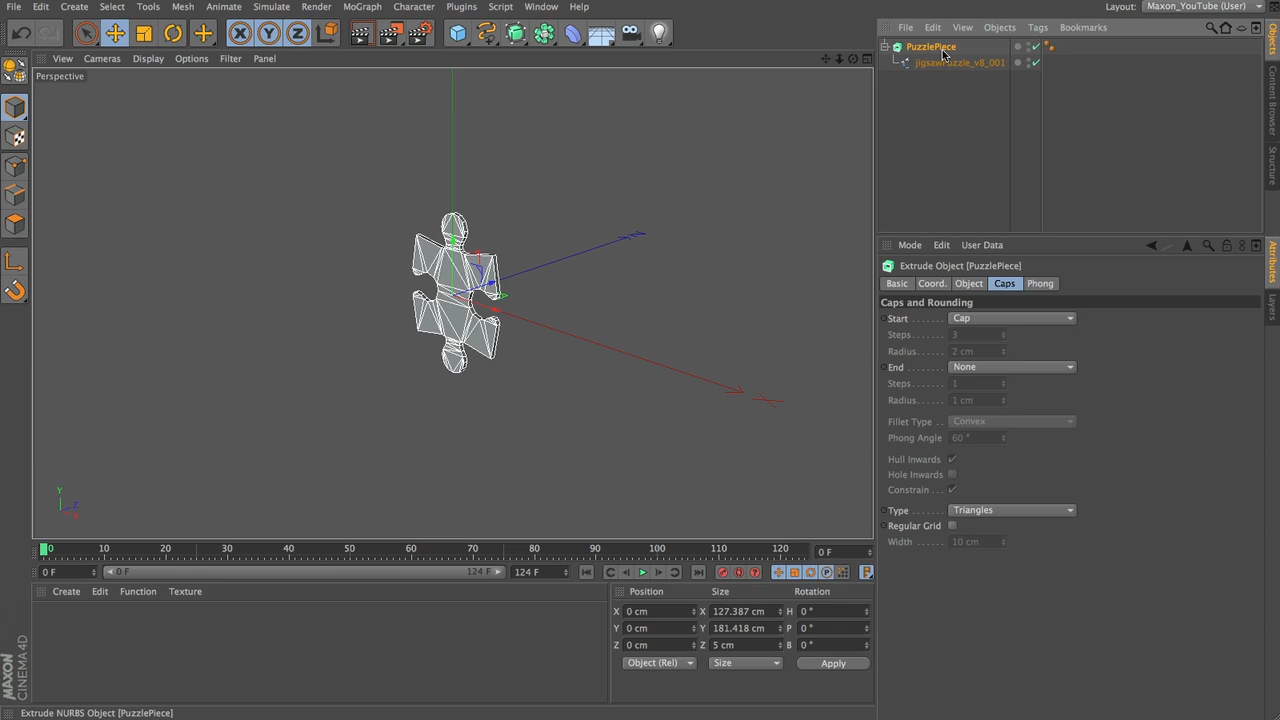 File Edit Create Select Tools Mesh Animate Simulate Render MoGraph Character Plugins Script Window Help
Layout: Maxon_YouTube (User)
File Edit View Objects Tags Bookmarks
View Cameras Display Options Filter Panel
Perspective
PuzzlePiece
Objects
Content Browser
Structure
Attributes
Layers
Mode Edit User Data
Extrude Object [PuzzlePiece]
Basic Coord. Object Caps Phong
Caps and Rounding
Start Cap
Steps 3
Radius 2 cm
End None
Steps 1
Radius 1 cm
Fillet Type Convex
Phong Angle 60 °
Hull Inwards
Hole Inwards
Constrain
Type Triangles
Regular Grid
Width 10 cm
X Y Z
Y
Z
X
0 10 20 30 40 50 60 70 80 90 100 110 120 0 F
0 F 0 F 124 F 124 F
Create Edit Function Texture
Position Size Rotation
X 0 cm X 127.387 cm H 0 °
Y 0 cm Y 181.418 cm P 0 °
Z 0 cm Z 5 cm B 0 °
Object (Rel) Size Apply
MAXON CINEMA 4D
Extrude NURBS Object [PuzzlePiece]